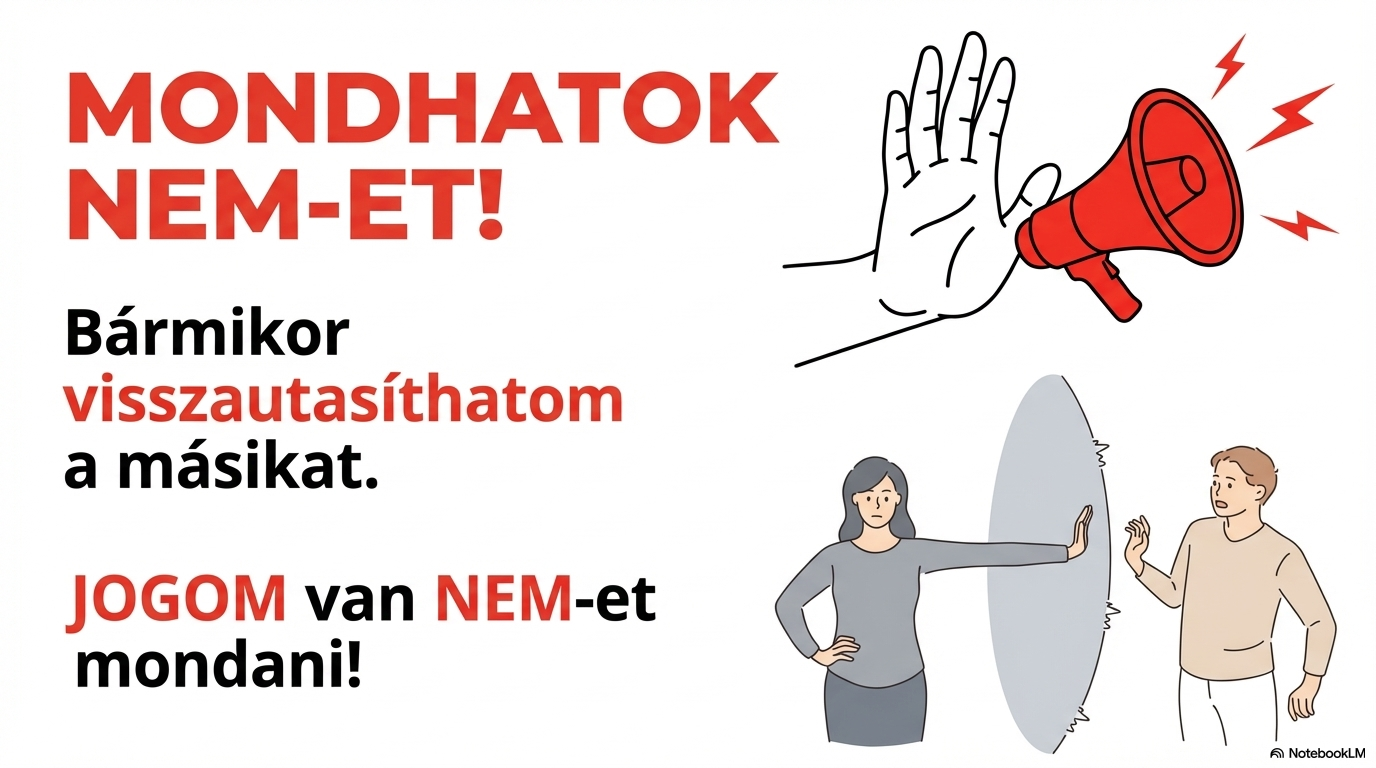 MONDHATOK
NEM-ET!
Bármikor
visszautasíthatom
a másikat.
JOGOM van NEM-et
mondani!
NotebookLM